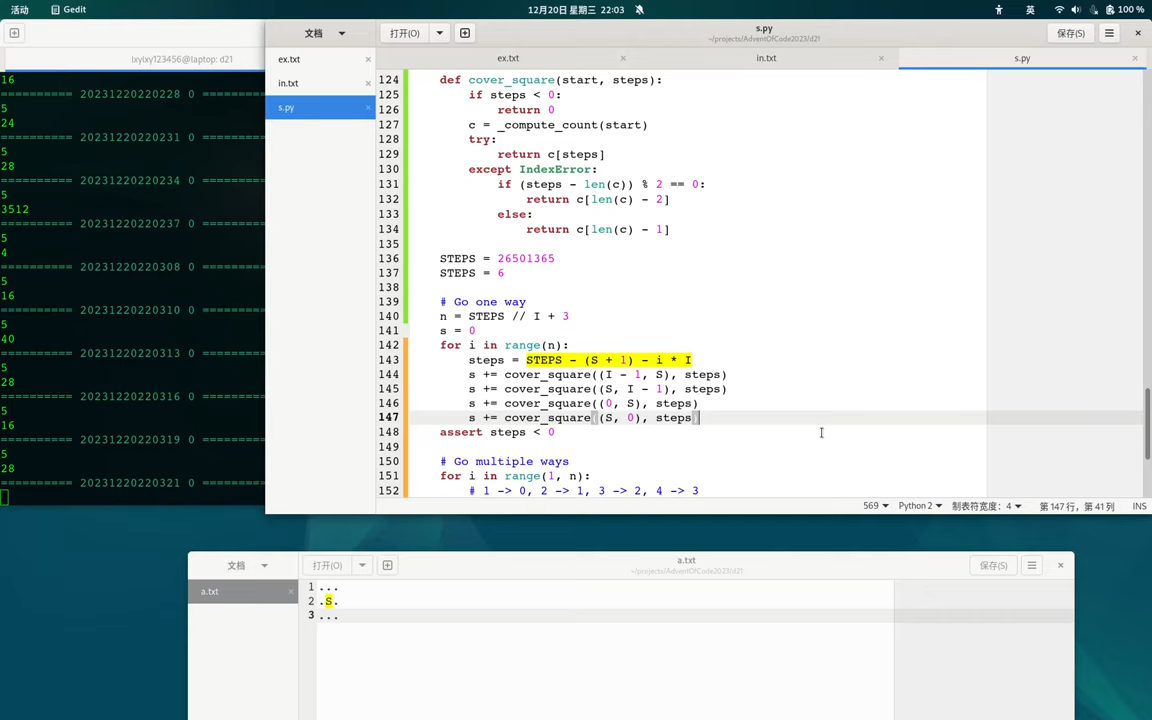 活动 Gedit 12月20日星期三 22:03 英 100 %
lxylxy123456@laptop: d21
16
========== 20231220220228 0 ==========
5
24
========== 20231220220231 0 ==========
5
28
========== 20231220220234 0 ==========
5
3512
========== 20231220220237 0 ==========
5
4
========== 20231220220308 0 ==========
5
16
========== 20231220220310 0 ==========
5
40
========== 20231220220313 0 ==========
5
28
========== 20231220220316 0 ==========
5
16
========== 20231220220319 0 ==========
5
28
========== 20231220220321 0 ==========
文档
ex.txt
in.txt
s.py
打开(O) s.py 保存(S)
~/projects/AdventOfCode2023/d21
ex.txt in.txt s.py
124 def cover_square(start, steps):
125 if steps < 0:
126 return 0
127 c = _compute_count(start)
128 try:
129 return c[steps]
130 except IndexError:
131 if (steps - len(c)) % 2 == 0:
132 return c[len(c) - 2]
133 else:
134 return c[len(c) - 1]
135
136 STEPS = 26501365
137 STEPS = 6
138
139 # Go one way
140 n = STEPS // I + 3
141 s = 0
142 for i in range(n):
143 steps = STEPS - (S + 1) - i * I
144 s += cover_square((I - 1, S), steps)
145 s += cover_square((S, I - 1), steps)
146 s += cover_square((0, S), steps)
147 s += cover_square((S, 0), steps)
148 assert steps < 0
149
150 # Go multiple ways
151 for i in range(1, n):
152 # 1 -> 0, 2 -> 1, 3 -> 2, 4 -> 3
569 Python 2 制表符宽度：4 第 147 行，第 41 列 INS
文档 打开(O) a.txt 保存(S)
~/projects/AdventOfCode2023/d21
a.txt
1 ...
2 .S.
3 ...